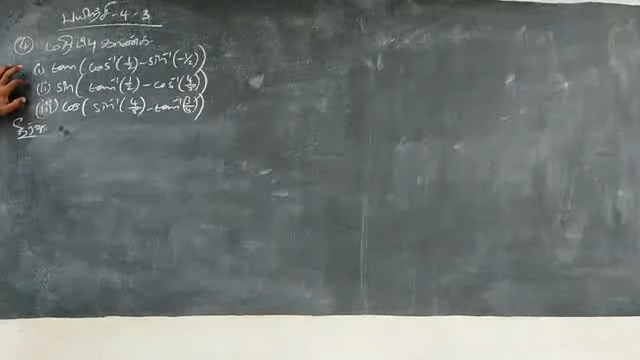 பயிற்சி - 4.3
④ மதிப்பு காண்க.
(i) tan(cos⁻¹(1/2) - sin⁻¹(-1/2))
(ii) sin(tan⁻¹(1/2) - cos⁻¹(4/5))
(iii) cos(sin⁻¹(4/5) - tan⁻¹(3/4))
தீர்வு